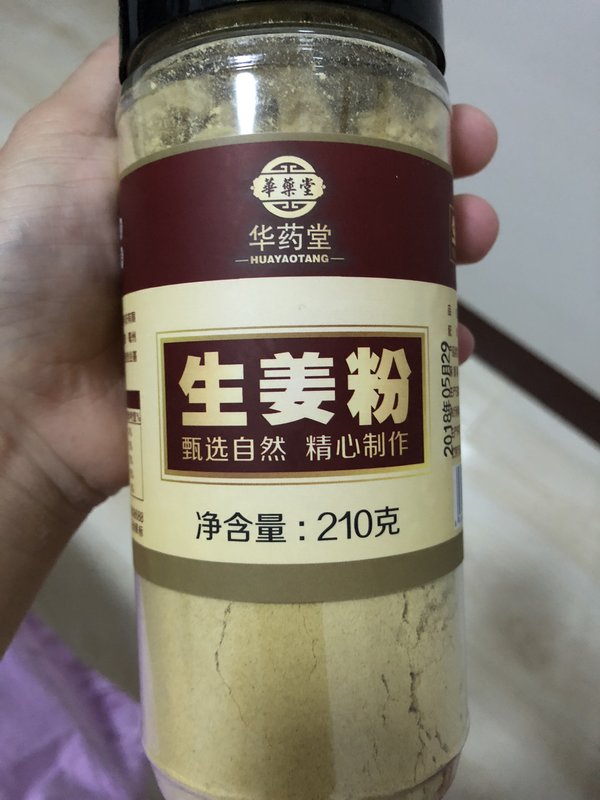 華藥堂
华药堂
HUAYAOTANG
生姜粉
甄选自然 精心制作
净含量：210克
2018年05月29